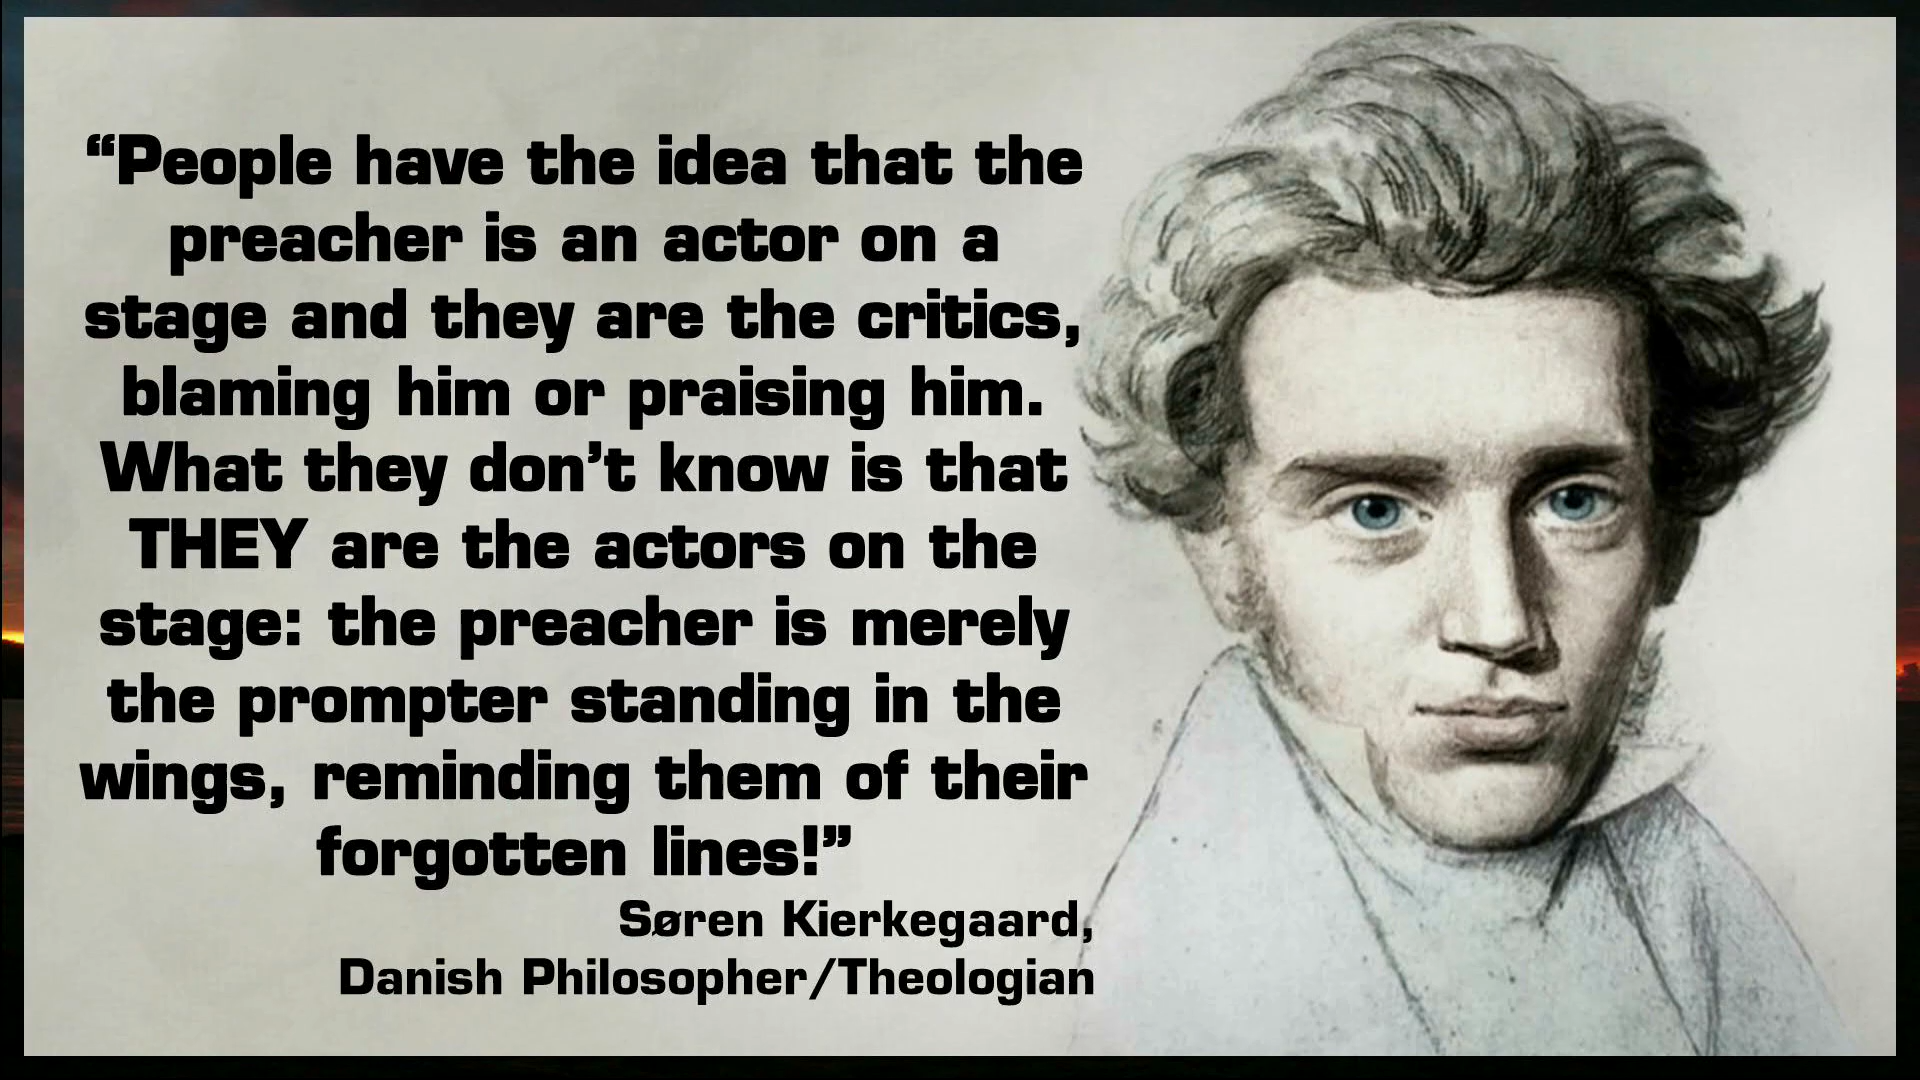 “People have the idea that the
preacher is an actor on a
stage and they are the critics,
blaming him or praising him.
What they don’t know is that
THEY are the actors on the
stage: the preacher is merely
the prompter standing in the
wings, reminding them of their
forgotten lines!”
Søren Kierkegaard,
Danish Philosopher/Theologian